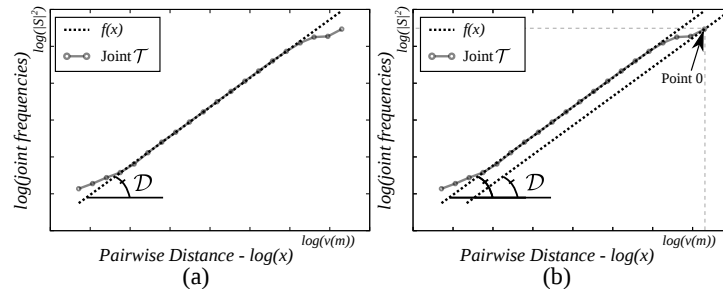 log(|S|²)
log(joint frequencies)
f(x)
Joint 𝒯
𝒟
log(v(m))
Pairwise Distance - log(x)
(a)
log(|S|²)
log(joint frequencies)
f(x)
Joint 𝒯
Point 0
𝒟
log(v(m))
Pairwise Distance - log(x)
(b)